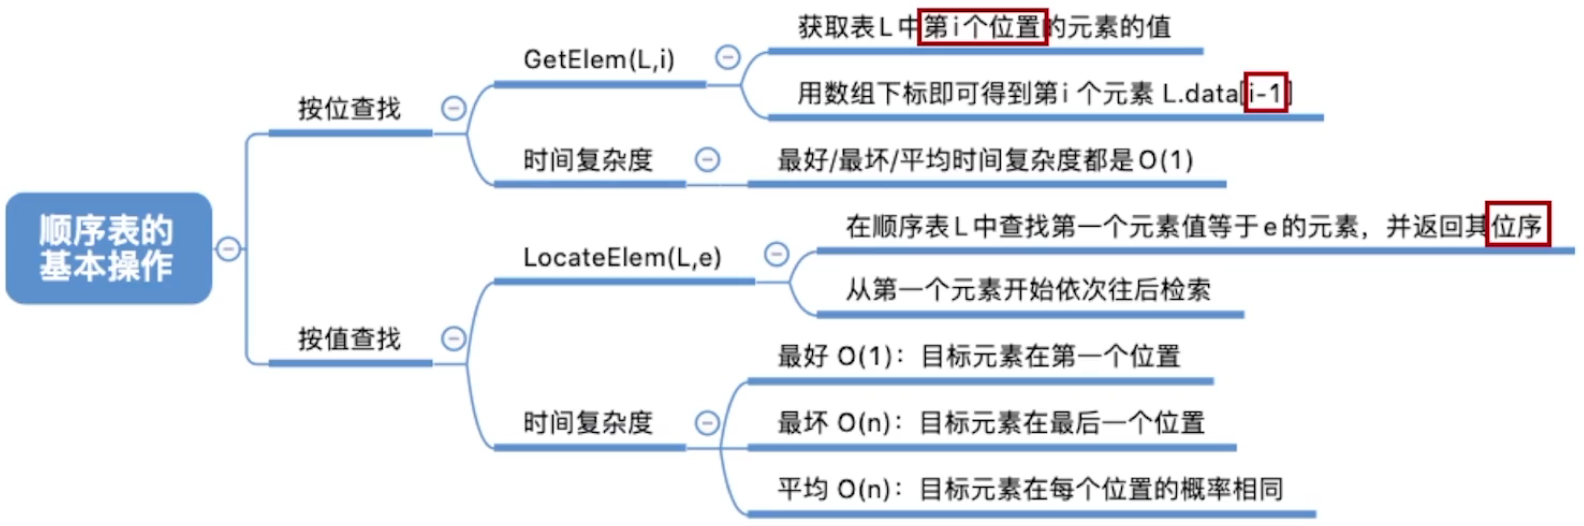 顺序表的
基本操作
按位查找
GetElem(L,i)
获取表L中第i个位置的元素的值
用数组下标即可得到第i个元素 L.data[i-1]
时间复杂度
最好/最坏/平均时间复杂度都是O(1)
按值查找
LocateElem(L,e)
在顺序表L中查找第一个元素值等于e的元素，并返回其位序
从第一个元素开始依次往后检索
时间复杂度
最好 O(1)：目标元素在第一个位置
最坏 O(n)：目标元素在最后一个位置
平均 O(n)：目标元素在每个位置的概率相同